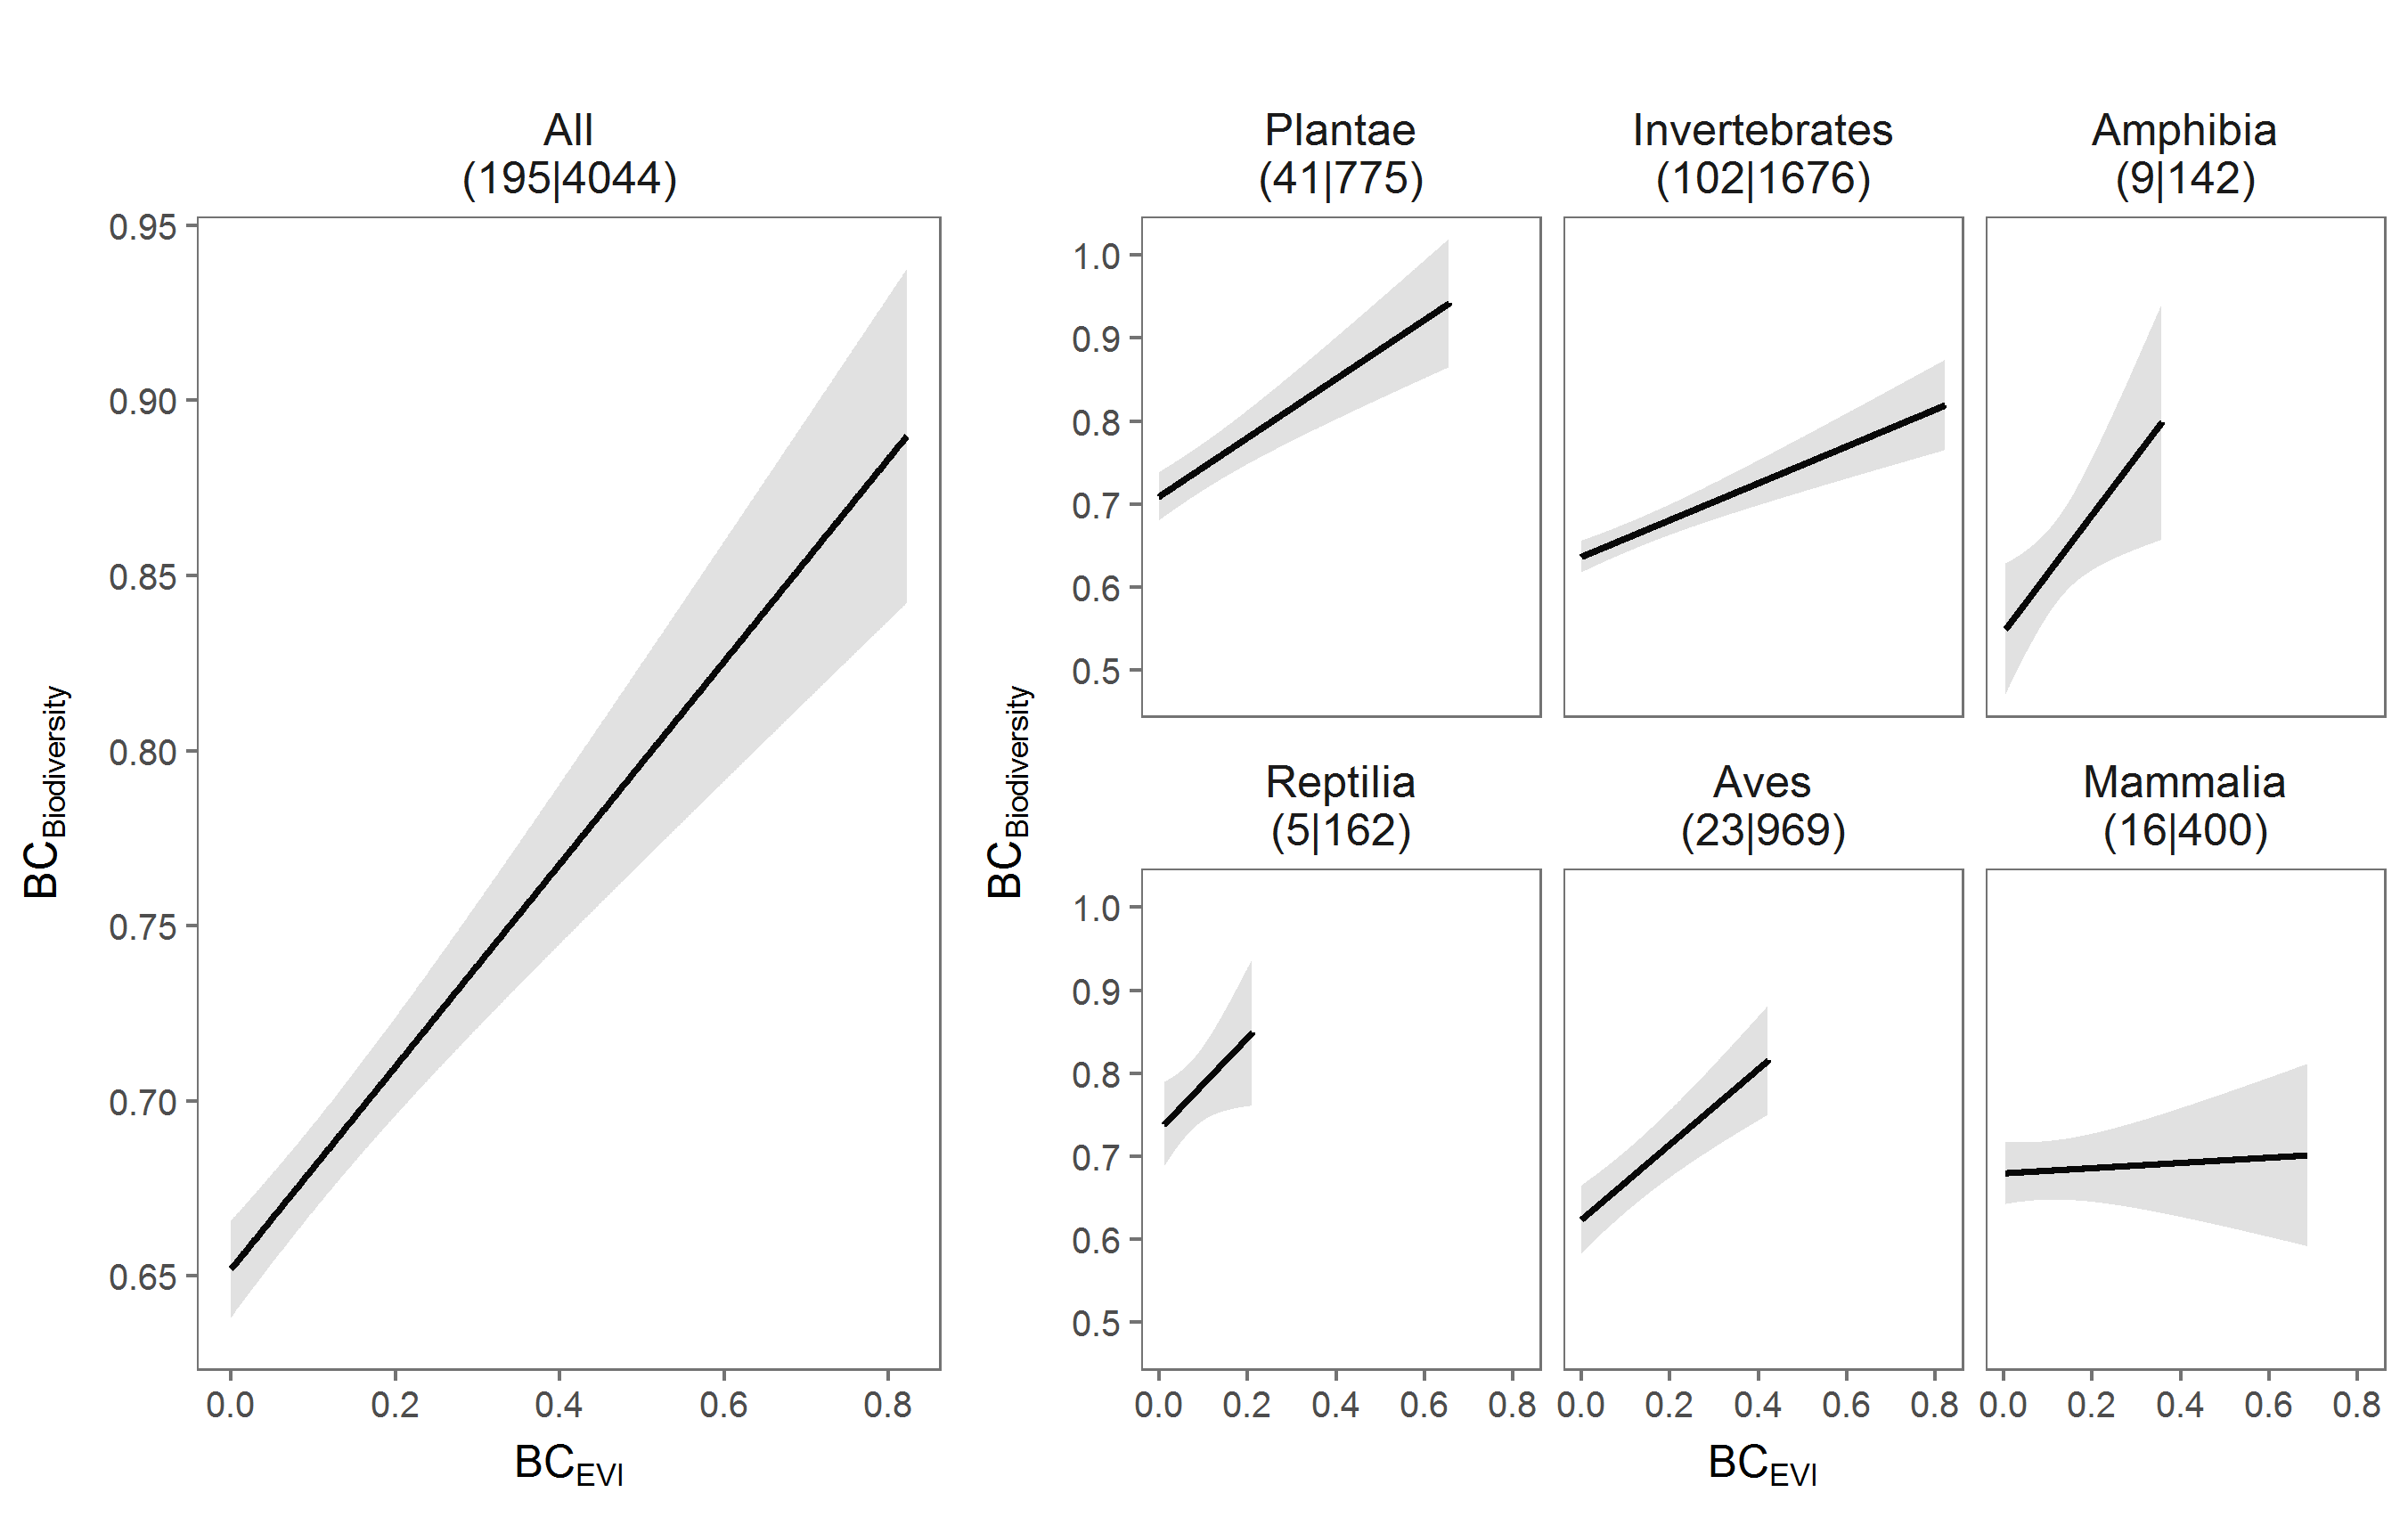 All
(195|4044)
0.95
0.90
0.85
0.80
0.75
0.70
0.65
BCBiodiversity
0.0 0.2 0.4 0.6 0.8
BCEVI
Plantae
(41|775)
Invertebrates
(102|1676)
Amphibia
(9|142)
1.0
0.9
0.8
0.7
0.6
0.5
BCBiodiversity
Reptilia
(5|162)
Aves
(23|969)
Mammalia
(16|400)
1.0
0.9
0.8
0.7
0.6
0.5
0.0 0.2 0.4 0.6 0.8
0.0 0.2 0.4 0.6 0.8
0.0 0.2 0.4 0.6 0.8
BCEVI